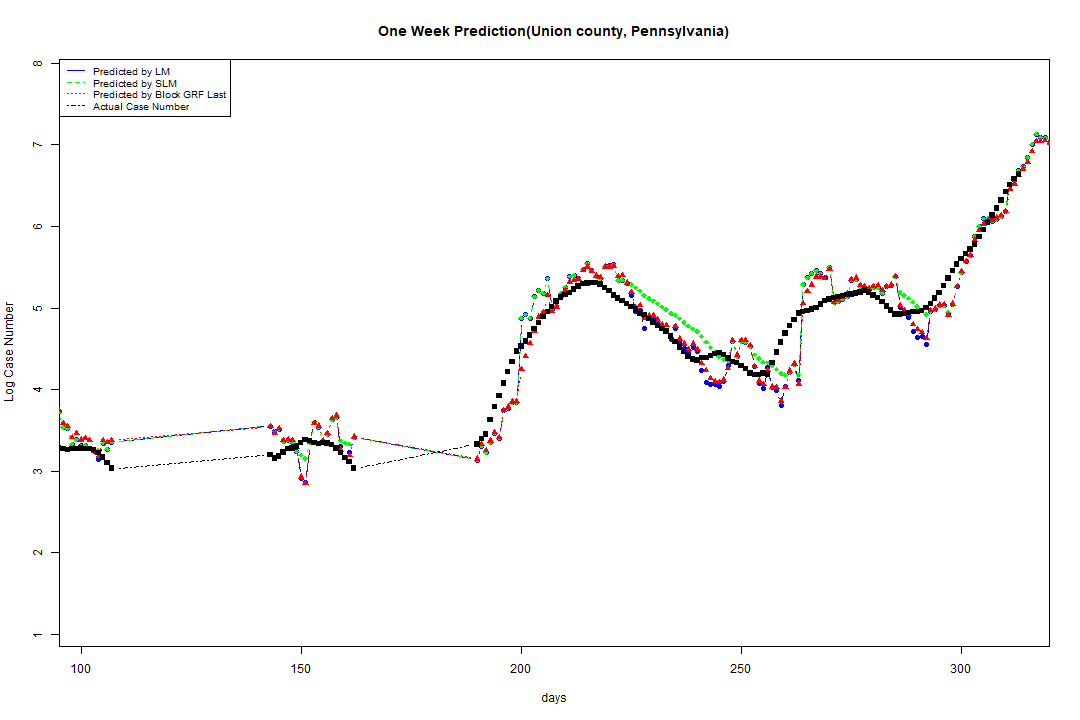 One Week Prediction(Union county, Pennsylvania)
Predicted by LM
Predicted by SLM
Predicted by Block GRF Last
Actual Case Number
Log Case Number
8
7
6
5
4
3
2
1
100 150 200 250 300
days